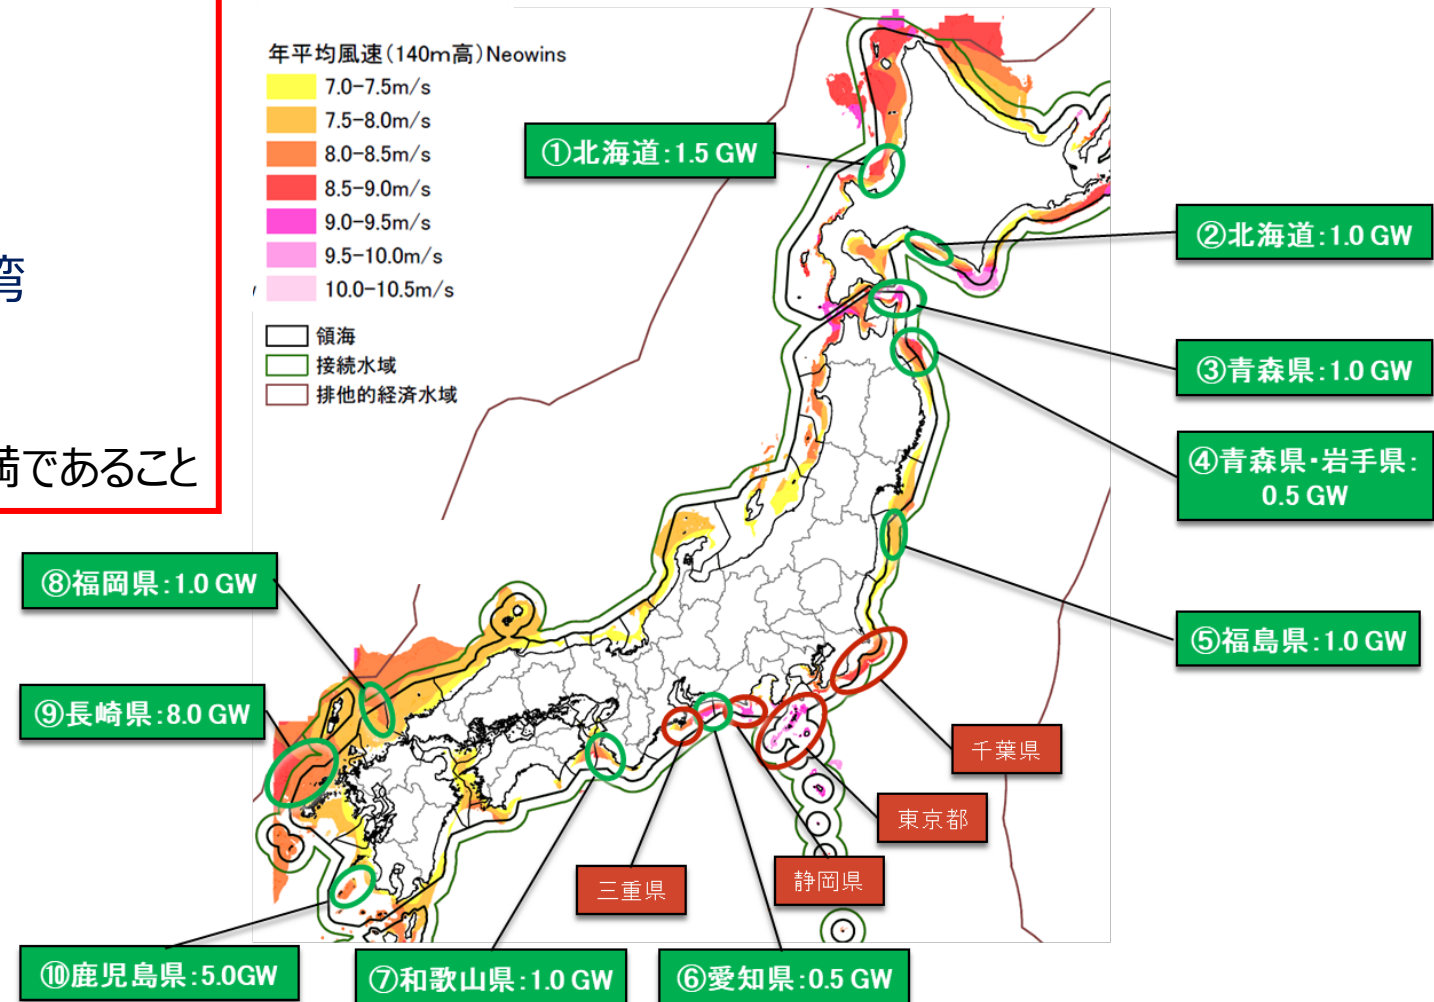 湾
満であること
年平均風速(140m高)Neowins
7.0-7.5m/s
7.5-8.0m/s
8.0-8.5m/s
8.5-9.0m/s
9.0-9.5m/s
9.5-10.0m/s
10.0-10.5m/s
領海
接続水域
排他的経済水域
①北海道:1.5 GW
②北海道:1.0 GW
③青森県:1.0 GW
④青森県・岩手県:
0.5 GW
⑤福島県:1.0 GW
千葉県
東京都
静岡県
三重県
⑥愛知県:0.5 GW
⑦和歌山県:1.0 GW
⑧福岡県:1.0 GW
⑨長崎県:8.0 GW
⑩鹿児島県:5.0GW